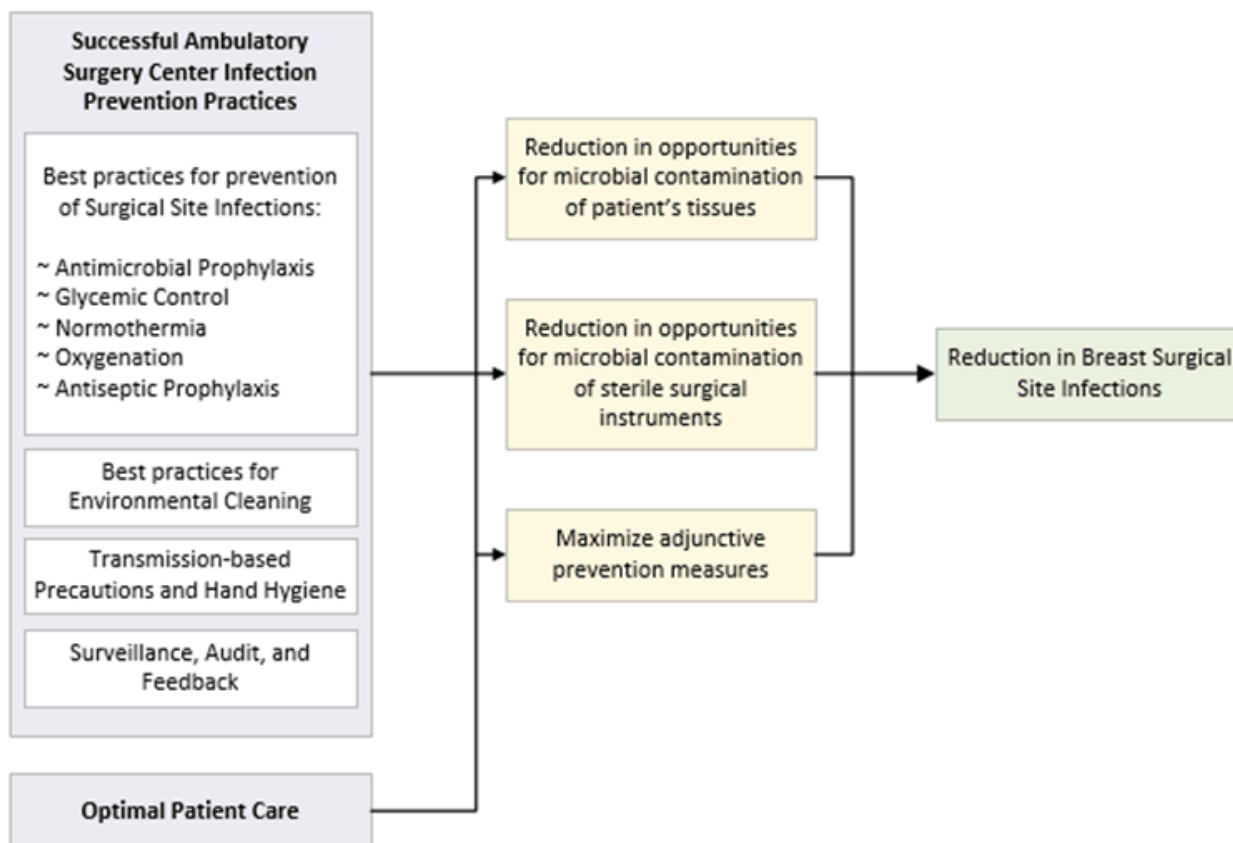 Successful Ambulatory
Surgery Center Infection
Prevention Practices
Best practices for prevention
of Surgical Site Infections:
~ Antimicrobial Prophylaxis
~ Glycemic Control
~ Normothermia
~ Oxygenation
~ Antiseptic Prophylaxis
Best practices for
Environmental Cleaning
Transmission-based
Precautions and Hand Hygiene
Surveillance, Audit, and
Feedback
Optimal Patient Care
Reduction in opportunities
for microbial contamination
of patient’s tissues
Reduction in opportunities
for microbial contamination
of sterile surgical
instruments
Maximize adjunctive
prevention measures
Reduction in Breast Surgical
Site Infections